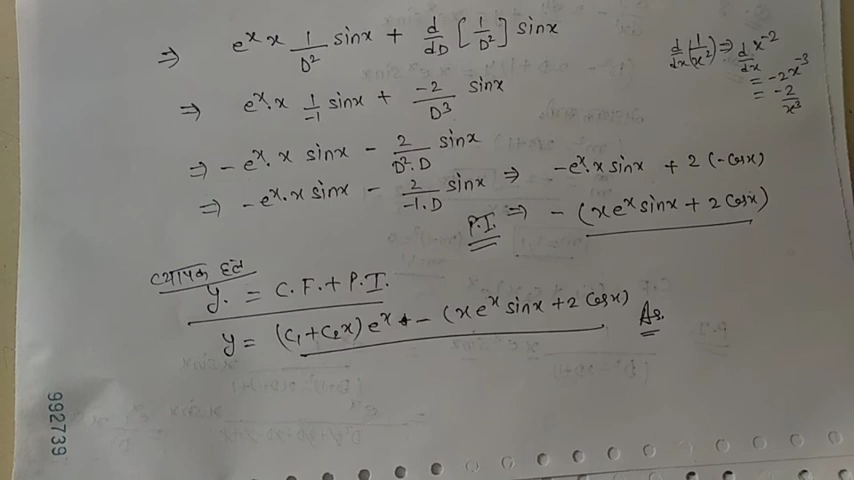 ⇒ eˣ x 1/D² sinx + d/dD [1/D²] sinx
d/dx(1/x²) ⇒ d/dx x⁻²
= -2x⁻³
= -2/x³
⇒ eˣ.x 1/-1 sinx + -2/D³ sinx
⇒ -eˣ. x sinx - 2/D².D sinx
⇒ -eˣ.x sinx - 2/-1.D sinx ⇒ -eˣ.x sinx + 2(-cosx)
P.I. ⇒ - (xeˣ sinx + 2 cosx)
व्यापक हल
y. = C.F. + P.I.
y = (C₁+C₂x)eˣ - (xeˣ sinx + 2 cosx) As.
992739